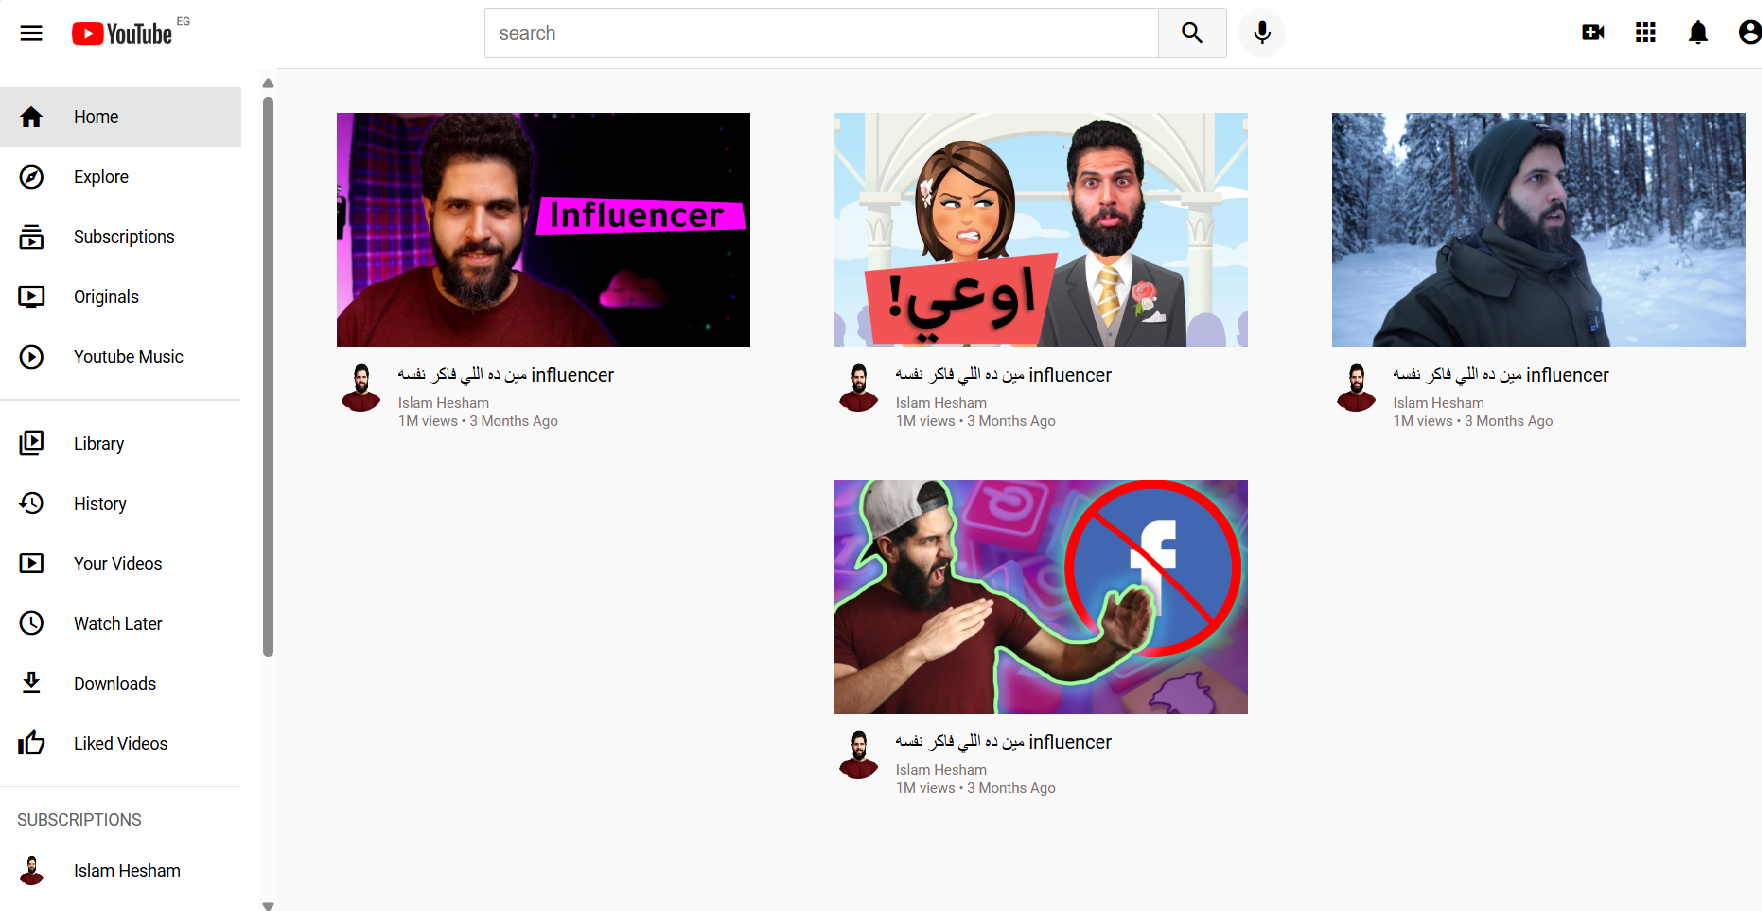 YouTube EG
search
Home
Explore
Subscriptions
Originals
Youtube Music
Library
History
Your Videos
Watch Later
Downloads
Liked Videos
SUBSCRIPTIONS
Islam Hesham
Influencer
مين ده اللي فاكر نفسه influencer
Islam Hesham
1M views • 3 Months Ago
اوعي!
مين ده اللي فاكر نفسه influencer
Islam Hesham
1M views • 3 Months Ago
مين ده اللي فاكر نفسه influencer
Islam Hesham
1M views • 3 Months Ago
f
مين ده اللي فاكر نفسه influencer
Islam Hesham
1M views • 3 Months Ago